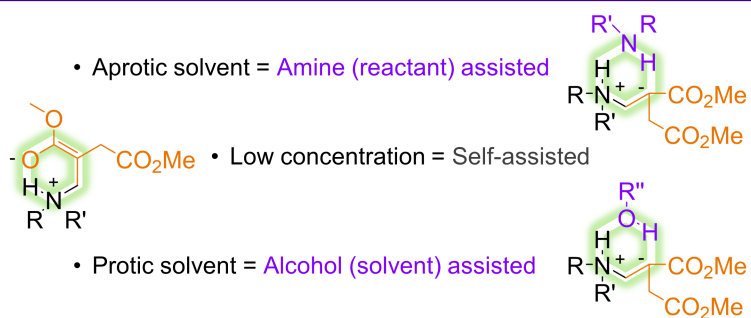 R' R
N
• Aprotic solvent = Amine (reactant) assisted
H H
+ -
R-N CO₂Me
R'
CO₂Me
O
- O CO₂Me
• Low concentration = Self-assisted
H +
N
R R'
R"
O H
• Protic solvent = Alcohol (solvent) assisted
H
+ -
R-N CO₂Me
R'
CO₂Me